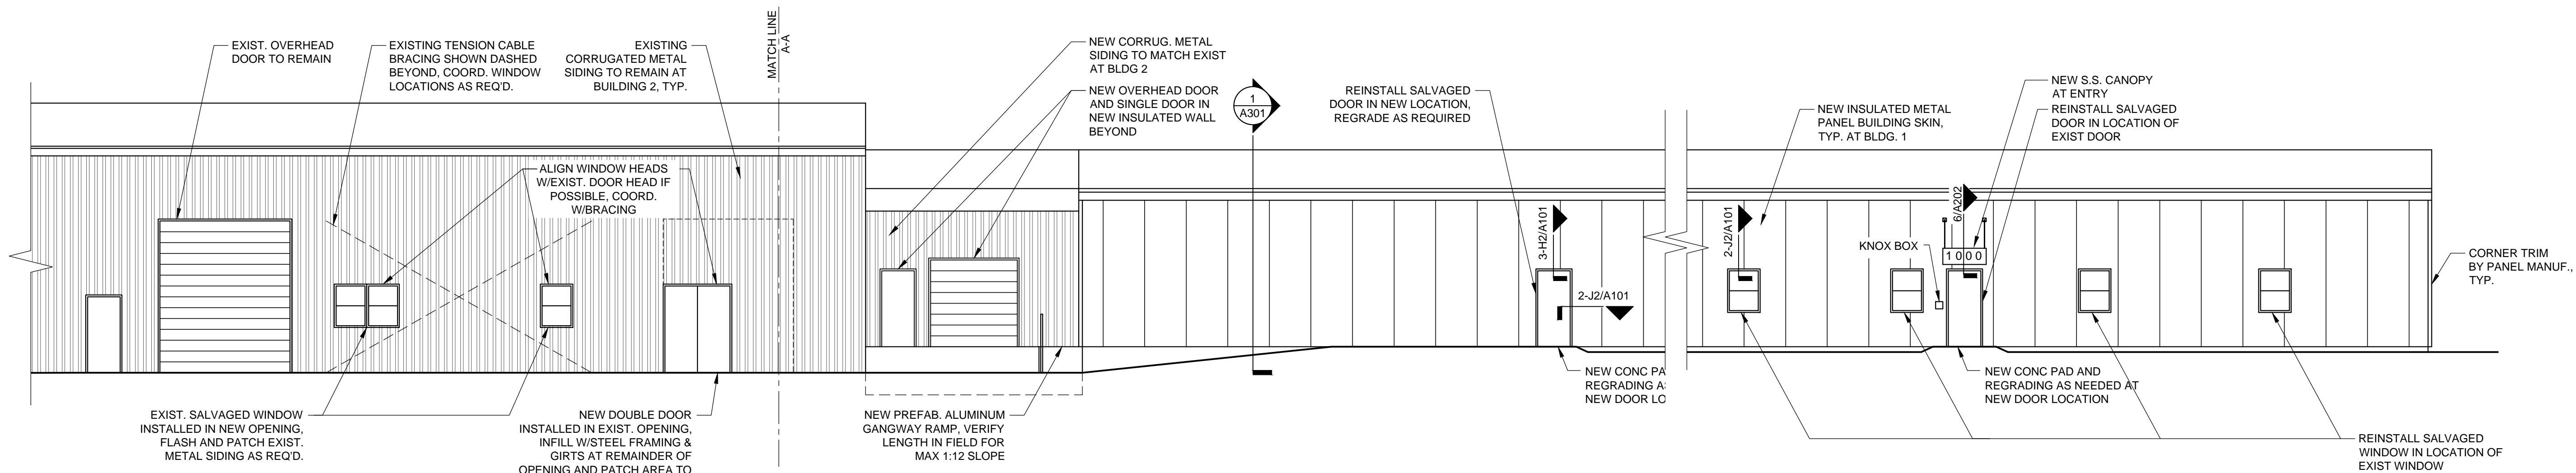 EXIST. OVERHEAD
DOOR TO REMAIN
EXISTING TENSION CABLE
BRACING SHOWN DASHED
BEYOND, COORD. WINDOW
LOCATIONS AS REQ'D.
EXISTING
CORRUGATED METAL
SIDING TO REMAIN AT
BUILDING 2, TYP.
MATCH LINE
A-A
NEW CORRUG. METAL
SIDING TO MATCH EXIST
AT BLDG 2
NEW OVERHEAD DOOR
AND SINGLE DOOR IN
NEW INSULATED WALL
BEYOND
1
A301
REINSTALL SALVAGED
DOOR IN NEW LOCATION,
REGRADE AS REQUIRED
NEW INSULATED METAL
PANEL BUILDING SKIN,
TYP. AT BLDG. 1
NEW S.S. CANOPY
AT ENTRY
REINSTALL SALVAGED
DOOR IN LOCATION OF
EXIST DOOR
ALIGN WINDOW HEADS
W/EXIST. DOOR HEAD IF
POSSIBLE, COORD.
W/BRACING
3-H2/A101
2-J2/A101
2-J2/A101
6/A202
KNOX BOX
1000
CORNER TRIM
BY PANEL MANUF.,
TYP.
EXIST. SALVAGED WINDOW
INSTALLED IN NEW OPENING,
FLASH AND PATCH EXIST.
METAL SIDING AS REQ'D.
NEW DOUBLE DOOR
INSTALLED IN EXIST. OPENING,
INFILL W/STEEL FRAMING &
GIRTS AT REMAINDER OF
OPENING AND PATCH AREA TO
NEW PREFAB. ALUMINUM
GANGWAY RAMP, VERIFY
LENGTH IN FIELD FOR
MAX 1:12 SLOPE
NEW CONC PA
REGRADING A
NEW DOOR LO
NEW CONC PAD AND
REGRADING AS NEEDED AT
NEW DOOR LOCATION
REINSTALL SALVAGED
WINDOW IN LOCATION OF
EXIST WINDOW